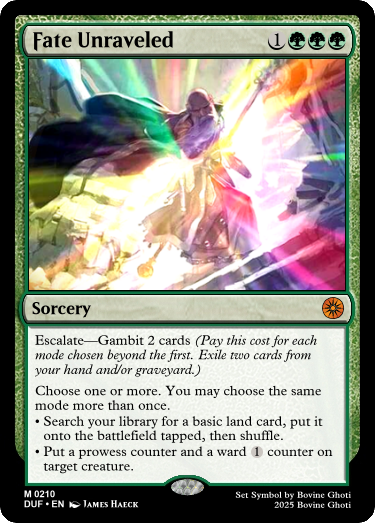 Fate Unraveled 1
Sorcery
Escalate—Gambit 2 cards (Pay this cost for each
mode chosen beyond the first. Exile two cards from
your hand and/or graveyard.)
Choose one or more. You may choose the same
mode more than once.
• Search your library for a basic land card, put it
onto the battlefield tapped, then shuffle.
• Put a prowess counter and a ward 1 counter on
target creature.
M 0210
DUF • EN JAMES HAECK
Set Symbol by Bovine Ghoti
2025 Bovine Ghoti